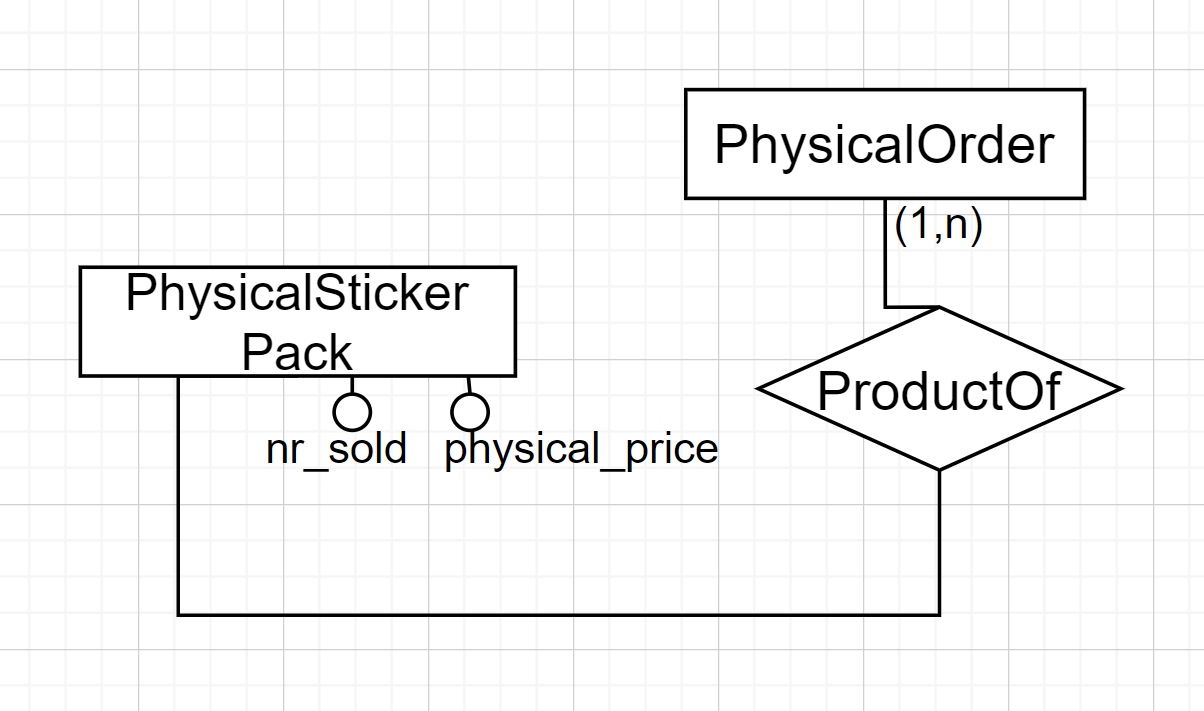 PhysicalOrder
(1,n)
PhysicalSticker
Pack
ProductOf
nr_sold
physical_price